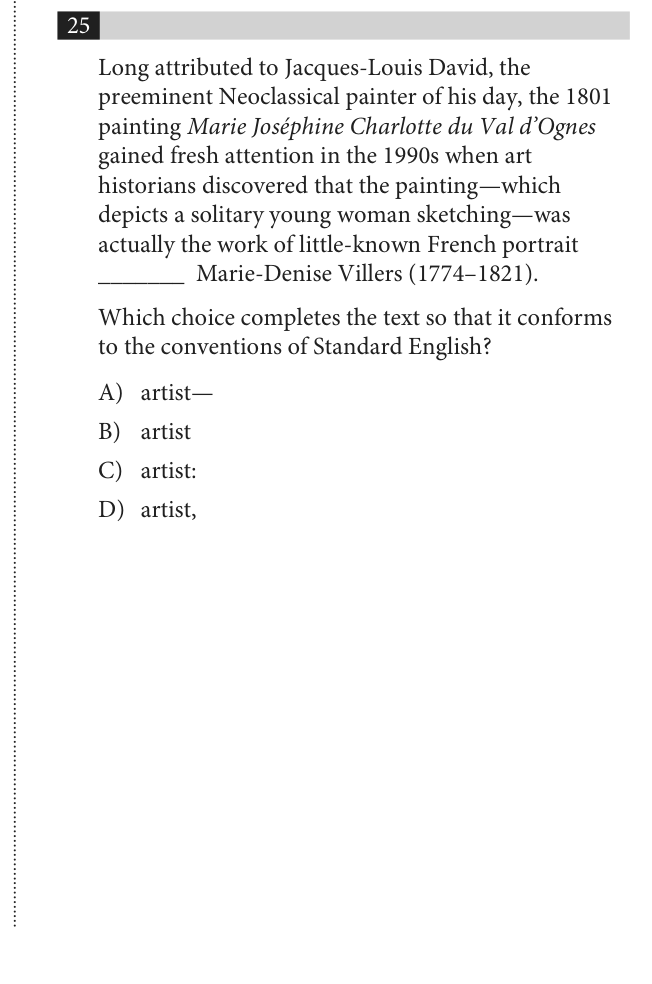 25
Long attributed to Jacques-Louis David, the
preeminent Neoclassical painter of his day, the 1801
painting Marie Joséphine Charlotte du Val d’Ognes
gained fresh attention in the 1990s when art
historians discovered that the painting—which
depicts a solitary young woman sketching—was
actually the work of little-known French portrait
_______ Marie-Denise Villers (1774–1821).
Which choice completes the text so that it conforms
to the conventions of Standard English?
A) artist—
B) artist
C) artist:
D) artist,